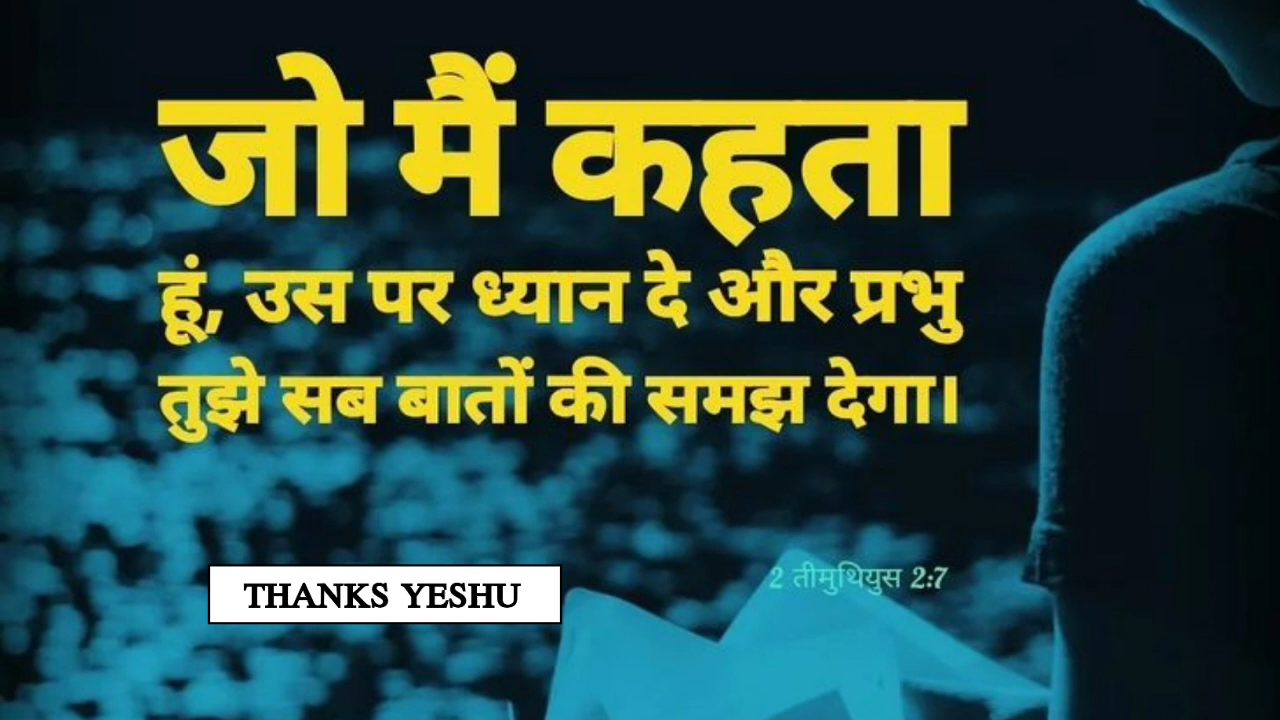 जो मैं कहता
हूं, उस पर ध्यान दे और प्रभु
तुझे सब बातों की समझ देगा।
2 तीमुथियुस 2:7
THANKS YESHU